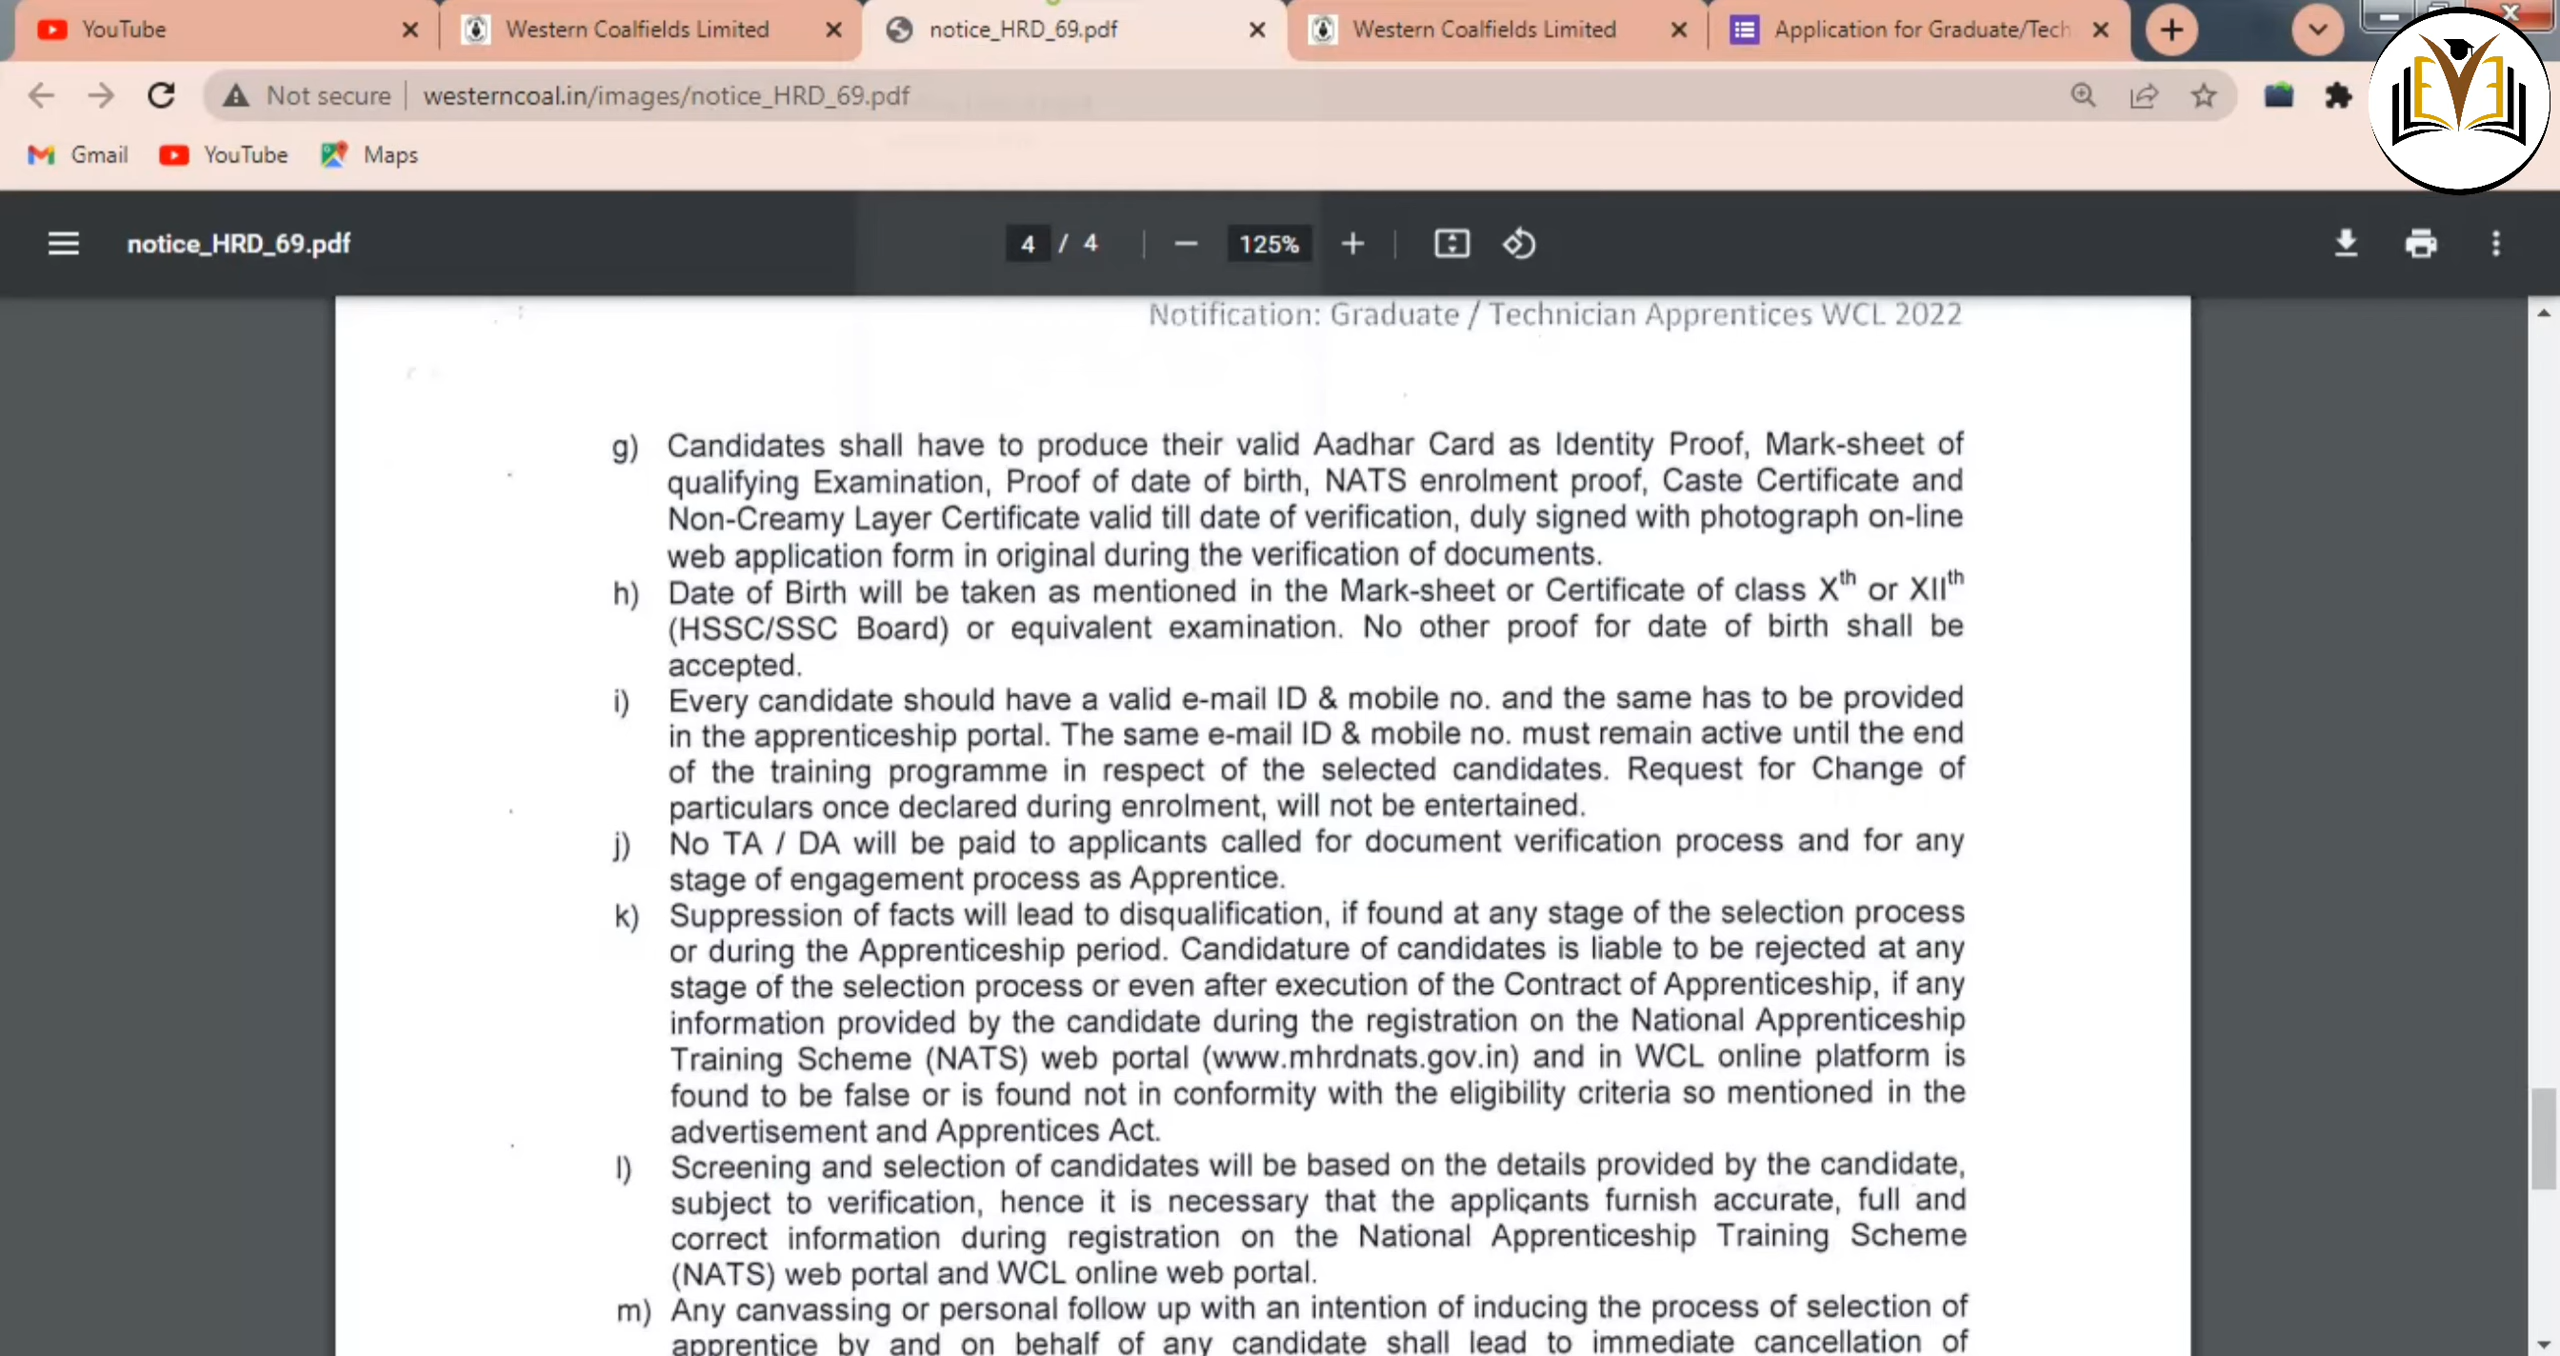 YouTube
Western Coalfields Limited
notice_HRD_69.pdf
Western Coalfields Limited
Application for Graduate/Tech
Not secure
westerncoal.in/images/notice_HRD_69.pdf
Gmail
YouTube
Maps
notice_HRD_69.pdf
4 / 4
125%
Notification: Graduate / Technician Apprentices WCL 2022
g) Candidates shall have to produce their valid Aadhar Card as Identity Proof, Mark-sheet of
qualifying Examination, Proof of date of birth, NATS enrolment proof, Caste Certificate and
Non-Creamy Layer Certificate valid till date of verification, duly signed with photograph on-line
web application form in original during the verification of documents.
h) Date of Birth will be taken as mentioned in the Mark-sheet or Certificate of class Xth or XIIth
(HSSC/SSC Board) or equivalent examination. No other proof for date of birth shall be
accepted.
i) Every candidate should have a valid e-mail ID & mobile no. and the same has to be provided
in the apprenticeship portal. The same e-mail ID & mobile no. must remain active until the end
of the training programme in respect of the selected candidates. Request for Change of
particulars once declared during enrolment, will not be entertained.
j) No TA / DA will be paid to applicants called for document verification process and for any
stage of engagement process as Apprentice.
k) Suppression of facts will lead to disqualification, if found at any stage of the selection process
or during the Apprenticeship period. Candidature of candidates is liable to be rejected at any
stage of the selection process or even after execution of the Contract of Apprenticeship, if any
information provided by the candidate during the registration on the National Apprenticeship
Training Scheme (NATS) web portal (www.mhrdnats.gov.in) and in WCL online platform is
found to be false or is found not in conformity with the eligibility criteria so mentioned in the
advertisement and Apprentices Act.
l) Screening and selection of candidates will be based on the details provided by the candidate,
subject to verification, hence it is necessary that the applicants furnish accurate, full and
correct information during registration on the National Apprenticeship Training Scheme
(NATS) web portal and WCL online web portal.
m) Any canvassing or personal follow up with an intention of inducing the process of selection of
apprentice by and on behalf of any candidate shall lead to immediate cancellation of